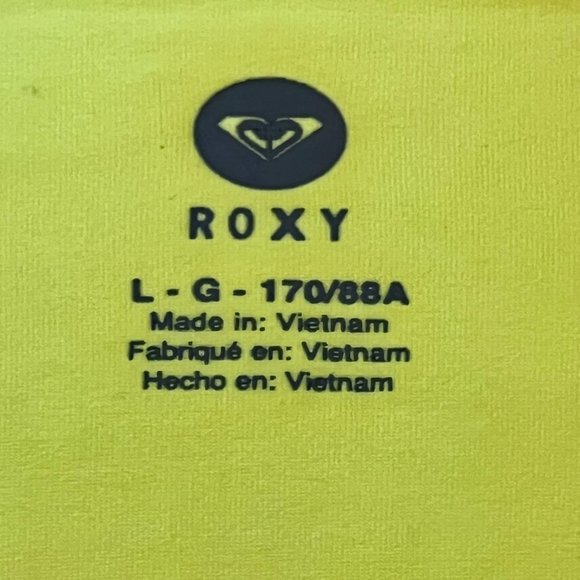 ROXY
L - G - 170/88A
Made in: Vietnam
Fabriqué en: Vietnam
Hecho en: Vietnam